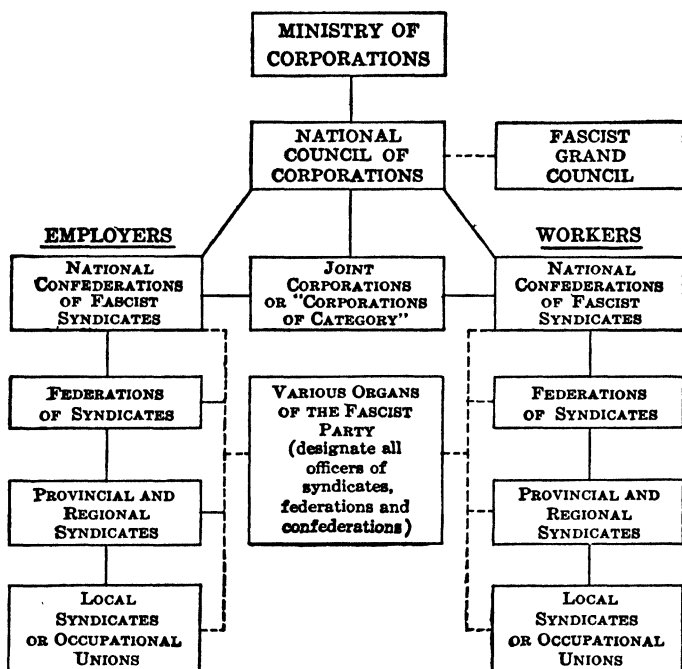 MINISTRY OF
CORPORATIONS
NATIONAL
COUNCIL OF
CORPORATIONS
FASCIST
GRAND
COUNCIL
EMPLOYERS
WORKERS
NATIONAL
CONFEDERATIONS
OF FASCIST
SYNDICATES
JOINT
CORPORATIONS
OR "CORPORATIONS
OF CATEGORY"
NATIONAL
CONFEDERATIONS
OF FASCIST
SYNDICATES
FEDERATIONS
OF SYNDICATES
VARIOUS ORGANS
OF THE FASCIST
PARTY
(designate all
officers of
syndicates,
federations and
confederations)
FEDERATIONS
OF SYNDICATES
PROVINCIAL AND
REGIONAL
SYNDICATES
PROVINCIAL AND
REGIONAL
SYNDICATES
LOCAL
SYNDICATES
OR OCCUPATIONAL
UNIONS
LOCAL
SYNDICATES
OR OCCUPATIONAL
UNIONS